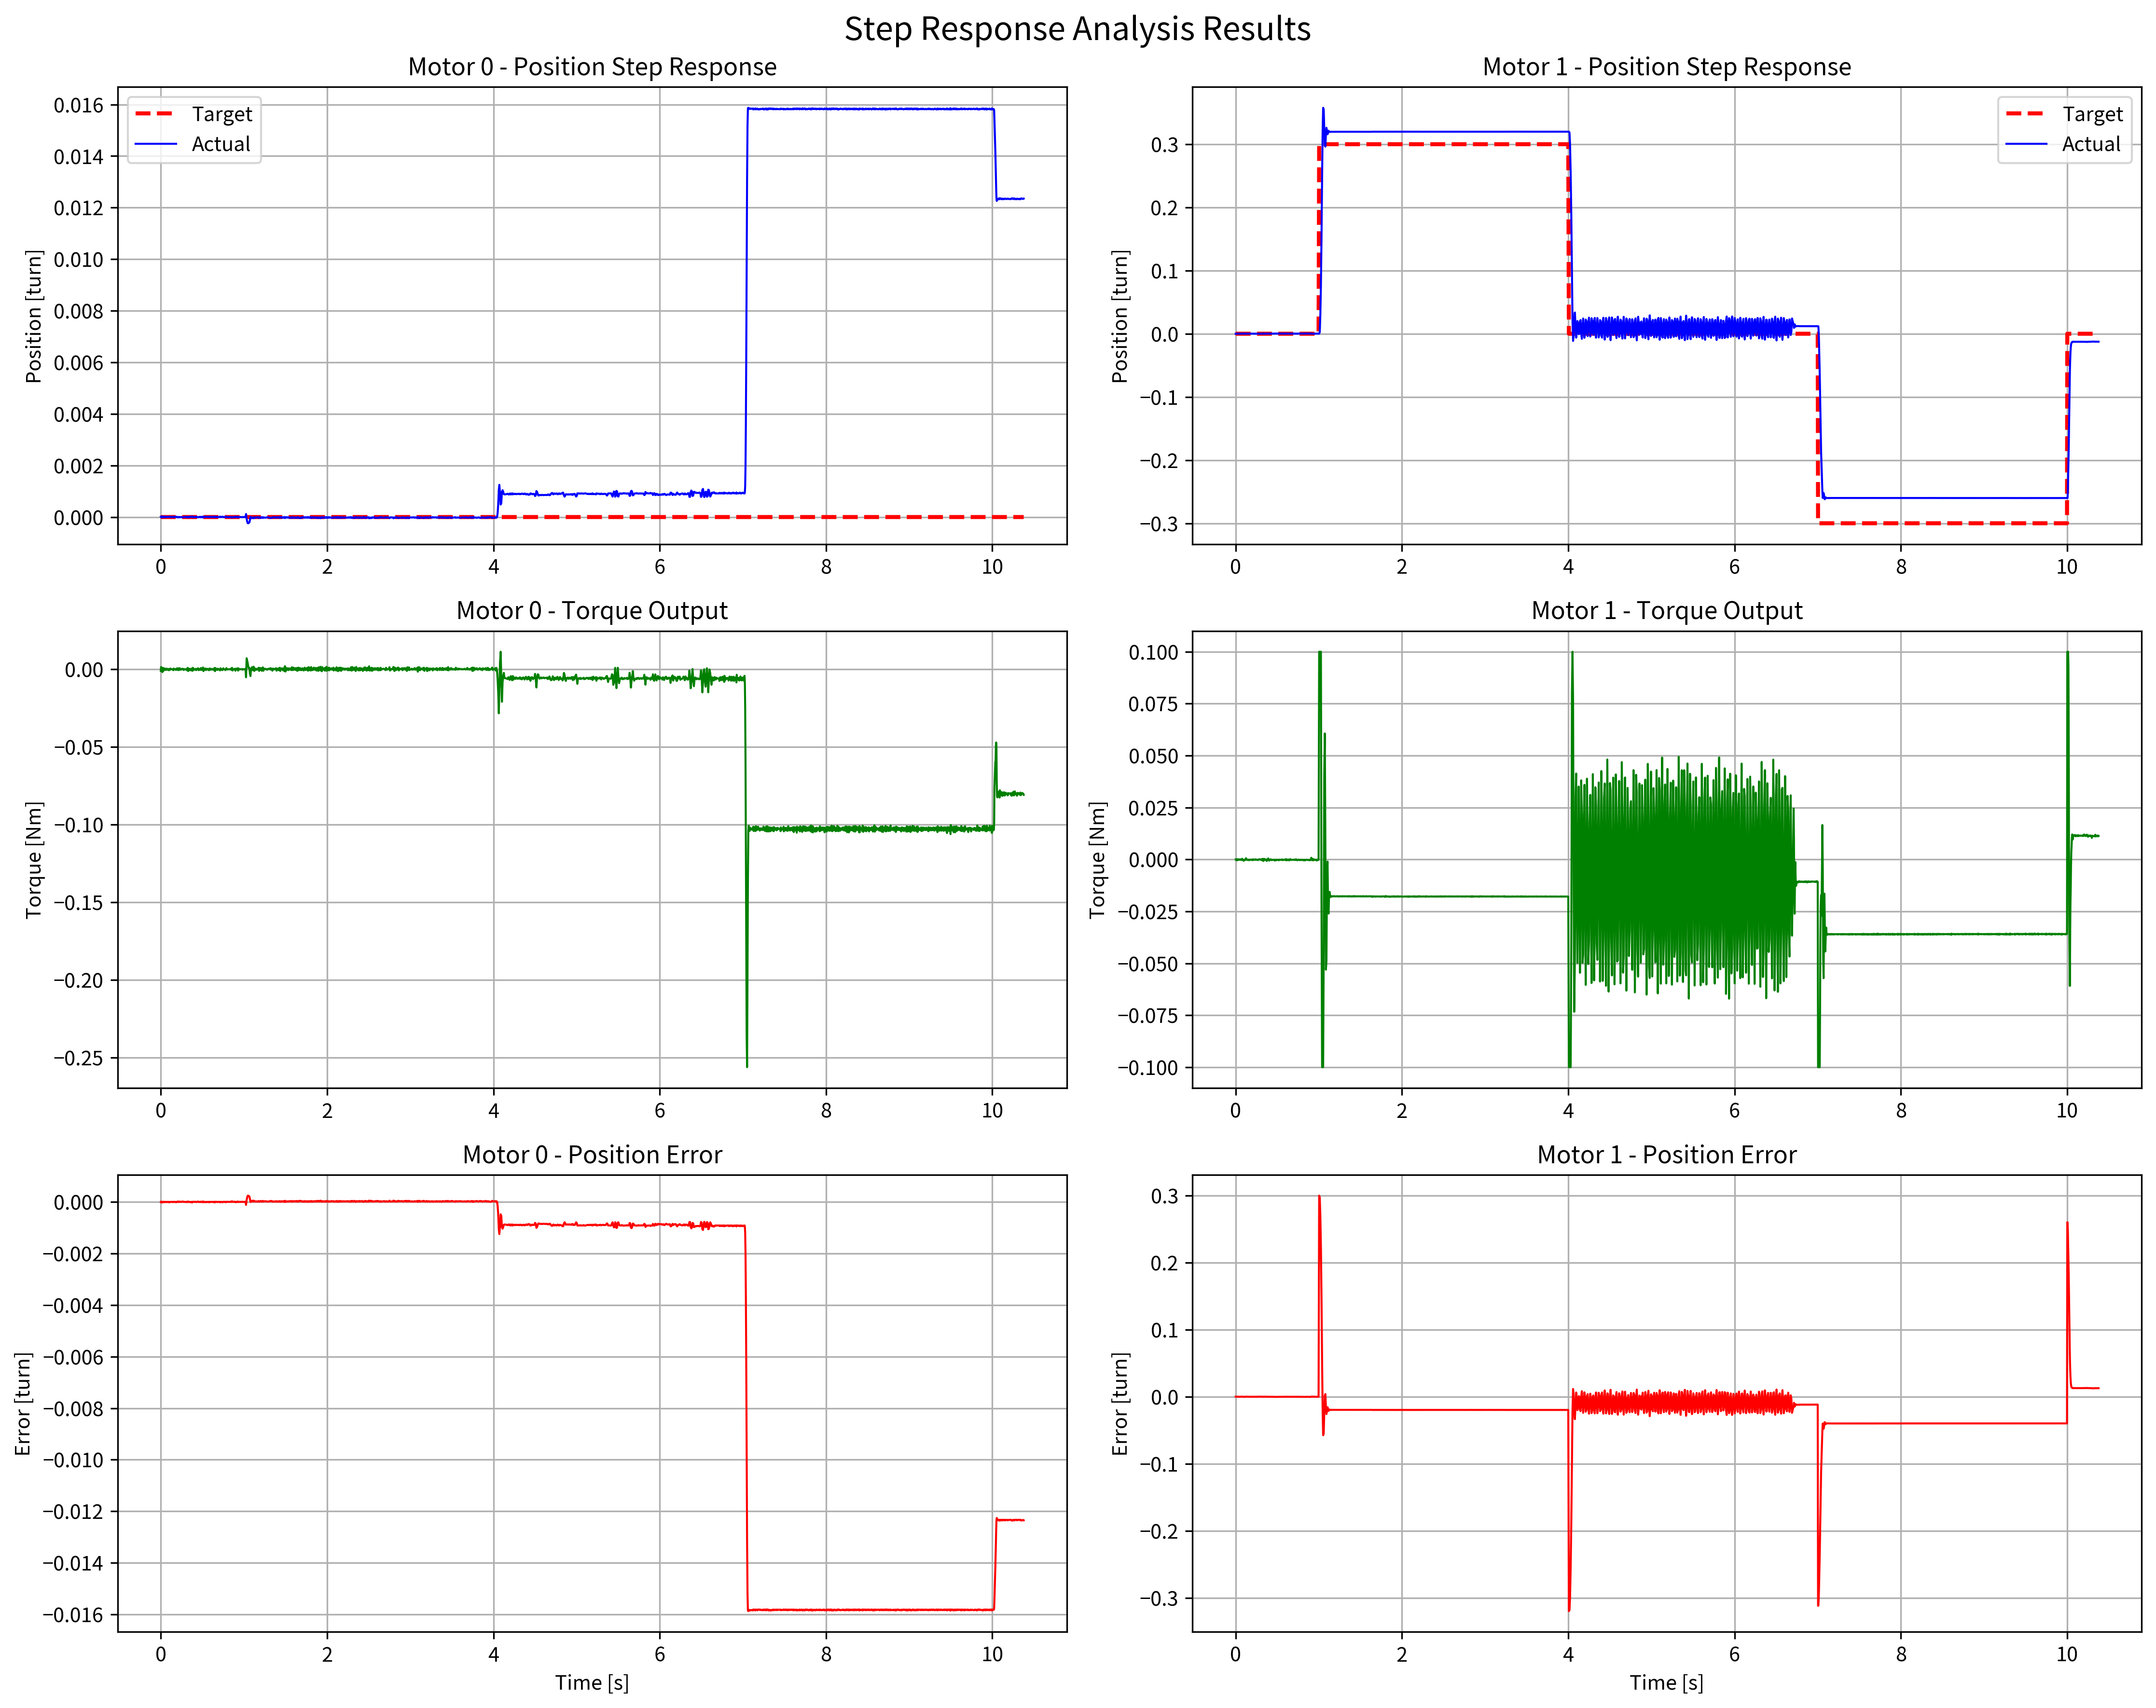 Step Response Analysis Results
Motor 0 - Position Step Response
Position [turn]
0.016
0.014
0.012
0.010
0.008
0.006
0.004
0.002
0.000
Target
Actual
0 2 4 6 8 10
Motor 1 - Position Step Response
Position [turn]
0.3
0.2
0.1
0.0
−0.1
−0.2
−0.3
Target
Actual
0 2 4 6 8 10
Motor 0 - Torque Output
Torque [Nm]
0.00
−0.05
−0.10
−0.15
−0.20
−0.25
0 2 4 6 8 10
Motor 1 - Torque Output
Torque [Nm]
0.100
0.075
0.050
0.025
0.000
−0.025
−0.050
−0.075
−0.100
0 2 4 6 8 10
Motor 0 - Position Error
Error [turn]
0.000
−0.002
−0.004
−0.006
−0.008
−0.010
−0.012
−0.014
−0.016
0 2 4 6 8 10
Time [s]
Motor 1 - Position Error
Error [turn]
0.3
0.2
0.1
0.0
−0.1
−0.2
−0.3
0 2 4 6 8 10
Time [s]